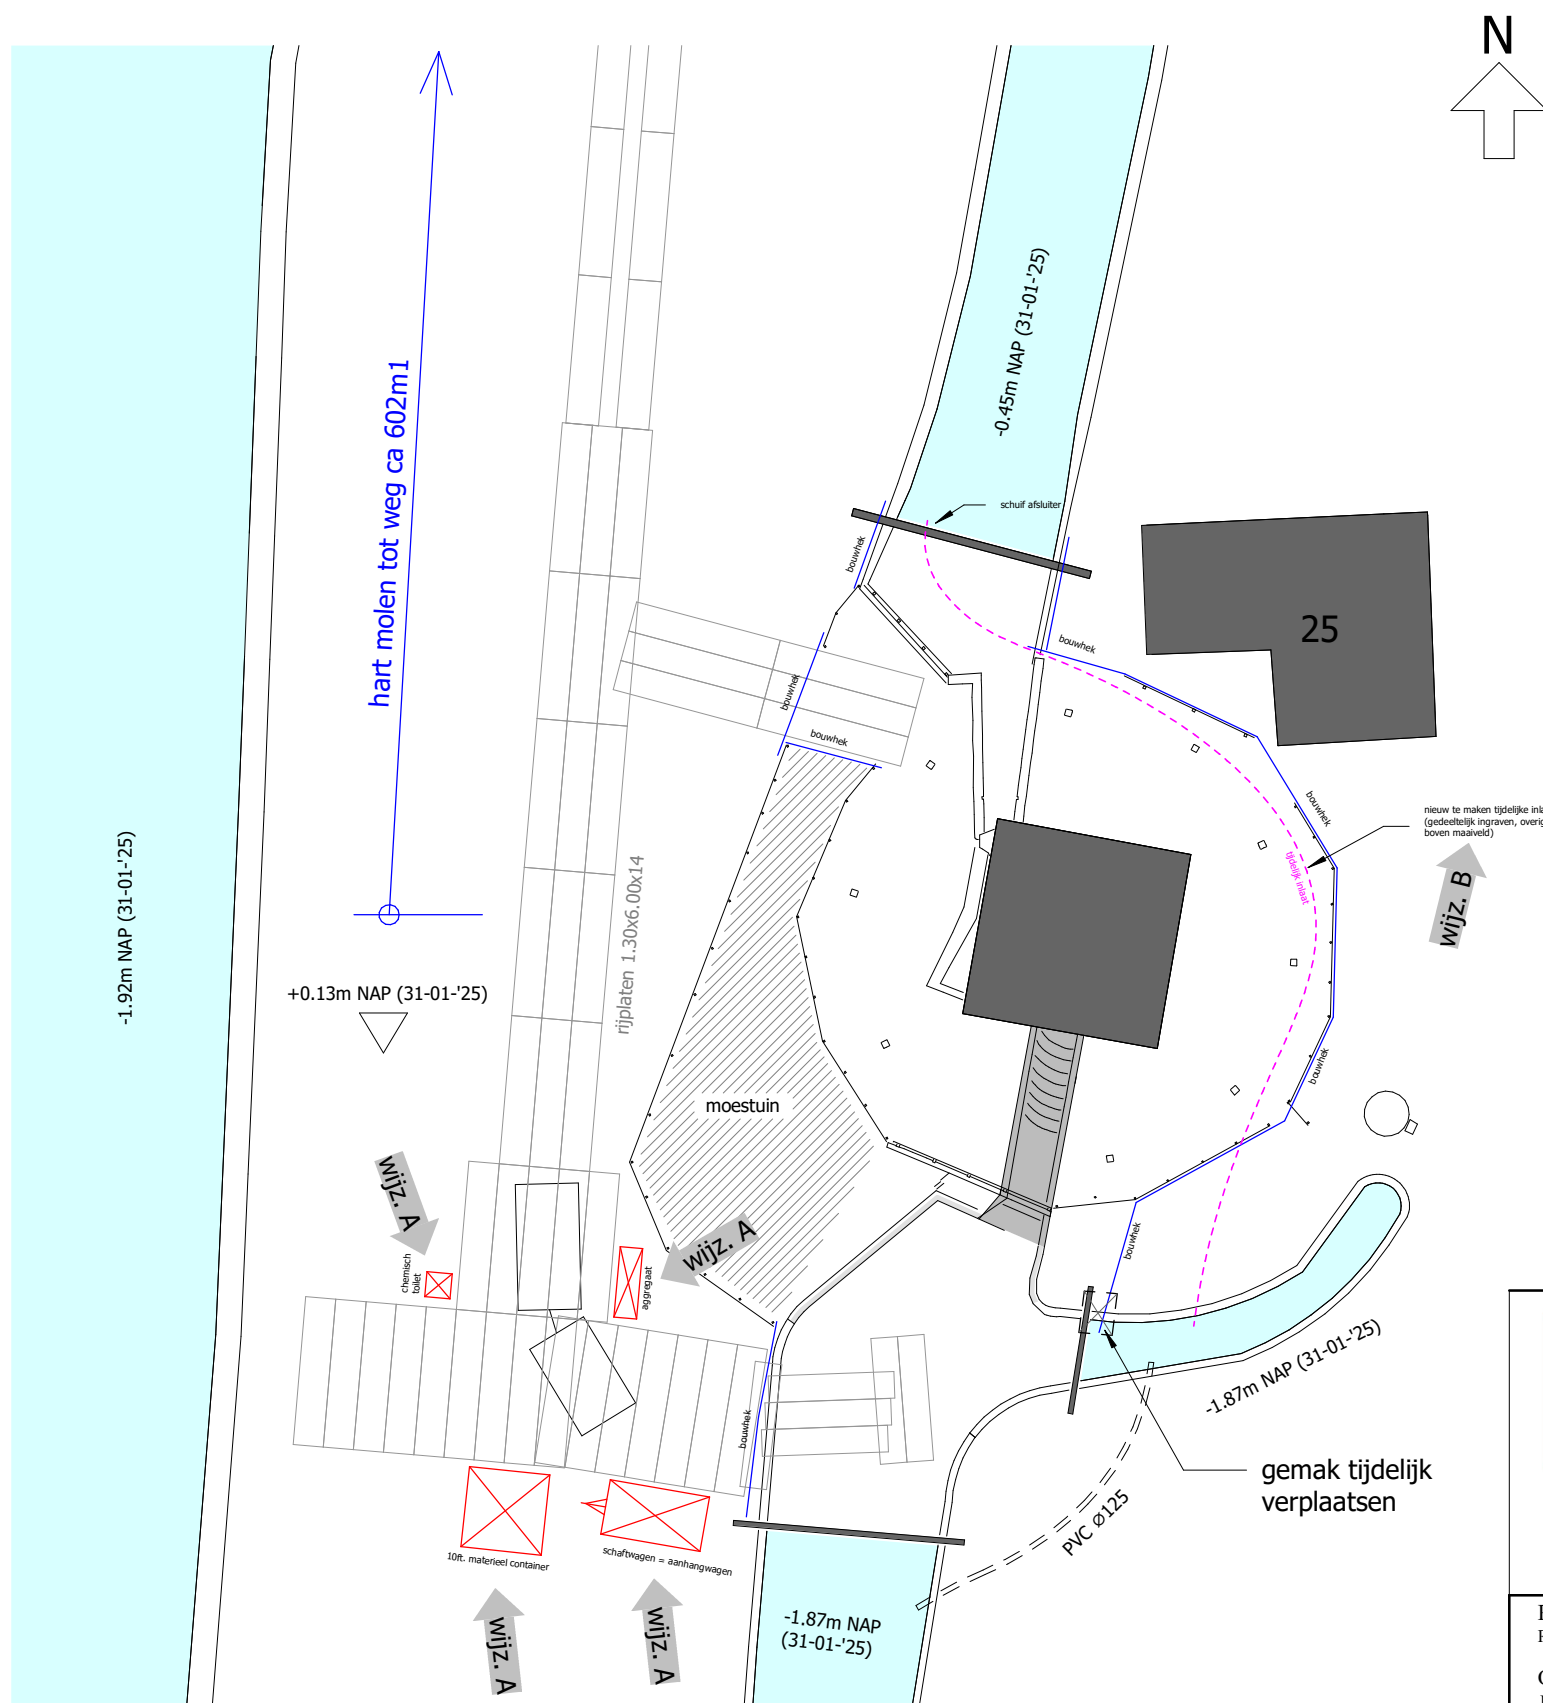 N
hart molen tot weg ca 602m1
-0.45m NAP (31-01-'25)
schuif afsluiter
bouwhek
25
bouwhek
bouwhek
bouwhek
bouwhek
nieuw te maken tijdelijke
(gedeeltelijk ingraven,
boven maaiveld)
tijdelijk inlaat
wijz. B
-1.92m NAP (31-01-'25)
rijplaten 1.30x6.00x14
+0.13m NAP (31-01-'25)
bouwhek
moestuin
wijz. A
wijz. A
chemisch
toilet
aggregaat
bouwhek
-1.87m NAP (31-01-'25)
bouwhek
gemak tijdelijk
verplaatsen
PVC ⌀125
10ft. materieel container
schaftwagen = aanhangwagen
wijz. A
wijz. A
-1.87m NAP
(31-01-'25)